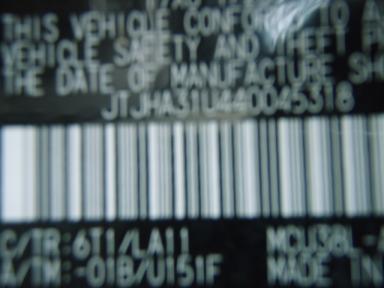 THIS VEHICLE CONFORMS TO A
VEHICLE SAFETY AND THEFT P
THE DATE OF MANUFACTURE SH
JTJHA31U440045318
C/TR:6T1/LA11 MCU38L-A
A/TM:-01B/U151F MADE IN